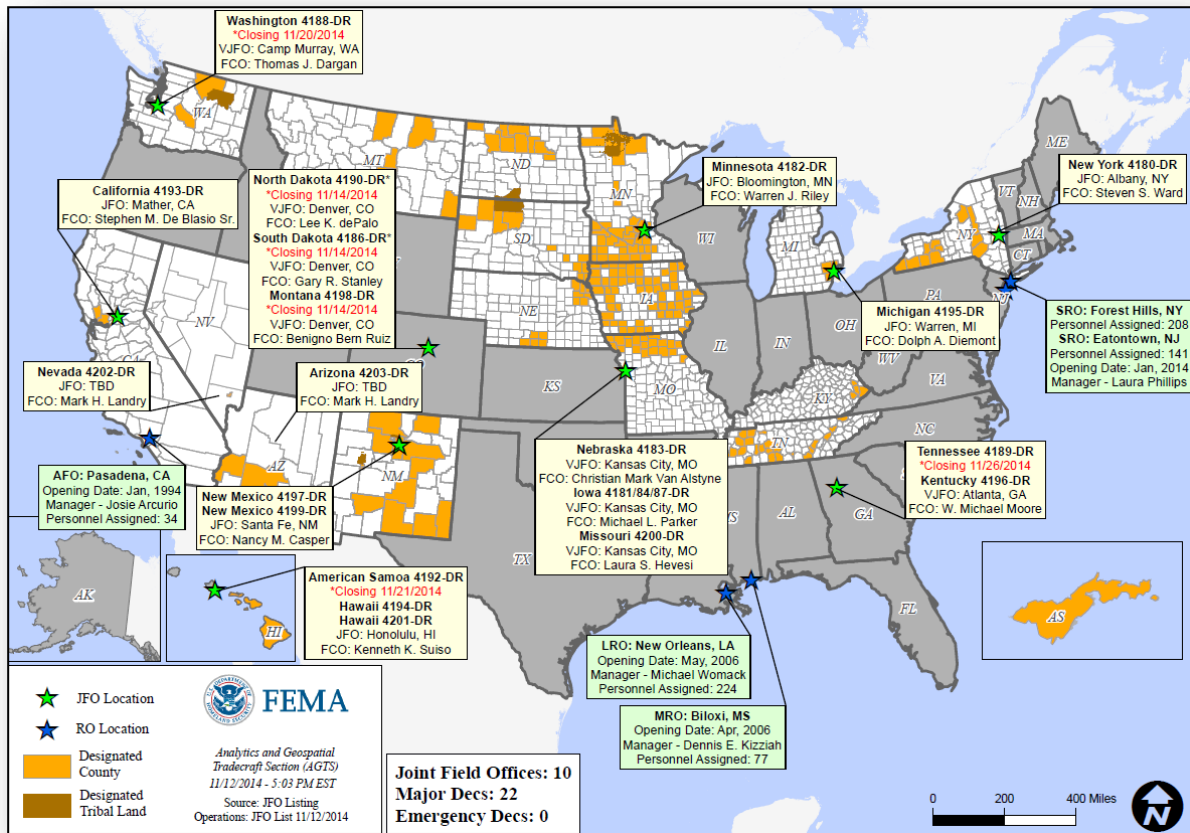 Washington 4188-DR
*Closing 11/20/2014
VJFO: Camp Murray, WA
FCO: Thomas J. Dargan
WA
MT
ND
MN
ME
California 4193-DR
JFO: Mather, CA
FCO: Stephen M. De Blasio Sr.
North Dakota 4190-DR*
*Closing 11/14/2014
VJFO: Denver, CO
FCO: Lee K. dePalo
South Dakota 4186-DR*
*Closing 11/14/2014
VJFO: Denver, CO
FCO: Gary R. Stanley
Montana 4198-DR
*Closing 11/14/2014
VJFO: Denver, CO
FCO: Benigno Bern Ruiz
Minnesota 4182-DR
JFO: Bloomington, MN
FCO: Warren J. Riley
New York 4180-DR
JFO: Albany, NY
FCO: Steven S. Ward
VT
NH
MA
CT
NY
WI
MI
SD
IA
NE
NV
CA
PA
NJ
OH
IL
IN
WV
VA
KS
MO
KY
CO
Michigan 4195-DR
JFO: Warren, MI
FCO: Dolph A. Diemont
SRO: Forest Hills, NY
Personnel Assigned: 208
SRO: Eatontown, NJ
Personnel Assigned: 141
Opening Date: Jan, 2014
Manager - Laura Phillips
Nevada 4202-DR
JFO: TBD
FCO: Mark H. Landry
Arizona 4203-DR
JFO: TBD
FCO: Mark H. Landry
AZ
NM
TN
NC
AFO: Pasadena, CA
Opening Date: Jan, 1994
Manager - Josie Arcurio
Personnel Assigned: 34
New Mexico 4197-DR
New Mexico 4199-DR
JFO: Santa Fe, NM
FCO: Nancy M. Casper
Nebraska 4183-DR
VJFO: Kansas City, MO
FCO: Christian Mark Van Alstyne
Iowa 4181/84/87-DR
VJFO: Kansas City, MO
FCO: Michael L. Parker
Missouri 4200-DR
VJFO: Kansas City, MO
FCO: Laura S. Hevesi
Tennessee 4189-DR
*Closing 11/26/2014
Kentucky 4196-DR
VJFO: Atlanta, GA
FCO: W. Michael Moore
TX
MS
AL
GA
FL
AK
HI
AS
American Samoa 4192-DR
*Closing 11/21/2014
Hawaii 4194-DR
Hawaii 4201-DR
JFO: Honolulu, HI
FCO: Kenneth K. Suiso
LRO: New Orleans, LA
Opening Date: May, 2006
Manager - Michael Womack
Personnel Assigned: 224
MRO: Biloxi, MS
Opening Date: Apr, 2006
Manager - Dennis E. Kizziah
Personnel Assigned: 77
JFO Location
RO Location
Designated
County
Designated
Tribal Land
FEMA
Analytics and Geospatial
Tradecraft Section (AGTS)
11/12/2014 - 5:03 PM EST
Source: JFO Listing
Operations: JFO List 11/12/2014
Joint Field Offices: 10
Major Decs: 22
Emergency Decs: 0
0 200 400 Miles
N